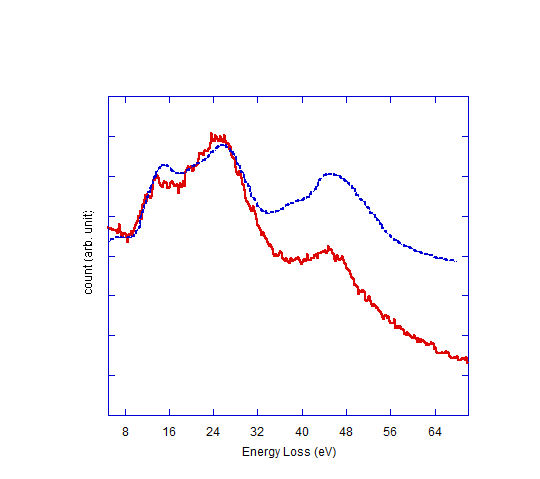 count (arb. unit)
8 16 24 32 40 48 56 64
Energy Loss (eV)